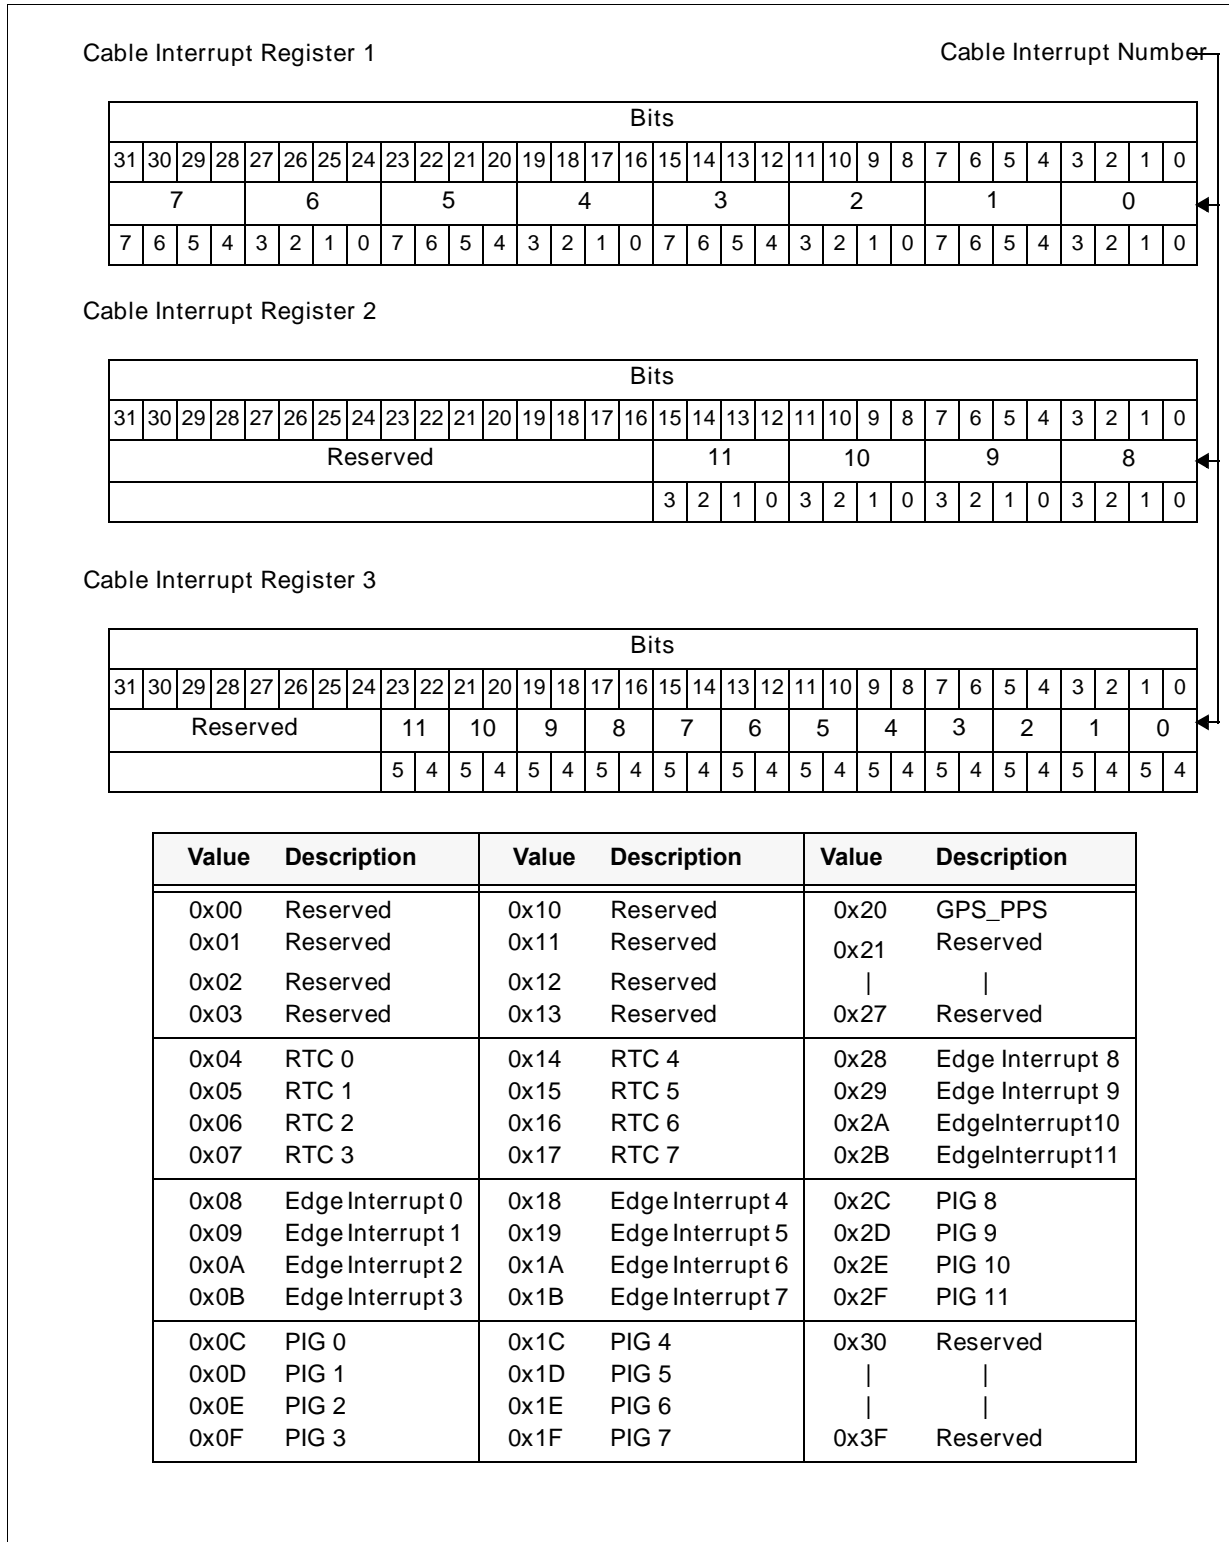 Cable Interrupt Register 1 Cable Interrupt Number
Bits
31 30 29 28 27 26 25 24 23 22 21 20 19 18 17 16 15 14 13 12 11 10 9 8 7 6 5 4 3 2 1 0
7 6 5 4 3 2 1 0
7 6 5 4 3 2 1 0 7 6 5 4 3 2 1 0 7 6 5 4 3 2 1 0 7 6 5 4 3 2 1 0
Cable Interrupt Register 2
Bits
31 30 29 28 27 26 25 24 23 22 21 20 19 18 17 16 15 14 13 12 11 10 9 8 7 6 5 4 3 2 1 0
Reserved 11 10 9 8
3 2 1 0 3 2 1 0 3 2 1 0 3 2 1 0
Cable Interrupt Register 3
Bits
31 30 29 28 27 26 25 24 23 22 21 20 19 18 17 16 15 14 13 12 11 10 9 8 7 6 5 4 3 2 1 0
Reserved 11 10 9 8 7 6 5 4 3 2 1 0
5 4 5 4 5 4 5 4 5 4 5 4 5 4 5 4 5 4 5 4 5 4 5 4
Value Description Value Description Value Description
0x00 Reserved 0x10 Reserved 0x20 GPS_PPS
0x01 Reserved 0x11 Reserved 0x21 Reserved
0x02 Reserved 0x12 Reserved | |
0x03 Reserved 0x13 Reserved 0x27 Reserved
0x04 RTC 0 0x14 RTC 4 0x28 Edge Interrupt 8
0x05 RTC 1 0x15 RTC 5 0x29 Edge Interrupt 9
0x06 RTC 2 0x16 RTC 6 0x2A EdgeInterrupt10
0x07 RTC 3 0x17 RTC 7 0x2B EdgeInterrupt11
0x08 Edge Interrupt 0 0x18 Edge Interrupt 4 0x2C PIG 8
0x09 Edge Interrupt 1 0x19 Edge Interrupt 5 0x2D PIG 9
0x0A Edge Interrupt 2 0x1A Edge Interrupt 6 0x2E PIG 10
0x0B Edge Interrupt 3 0x1B Edge Interrupt 7 0x2F PIG 11
0x0C PIG 0 0x1C PIG 4 0x30 Reserved
0x0D PIG 1 0x1D PIG 5 | |
0x0E PIG 2 0x1E PIG 6 | |
0x0F PIG 3 0x1F PIG 7 0x3F Reserved